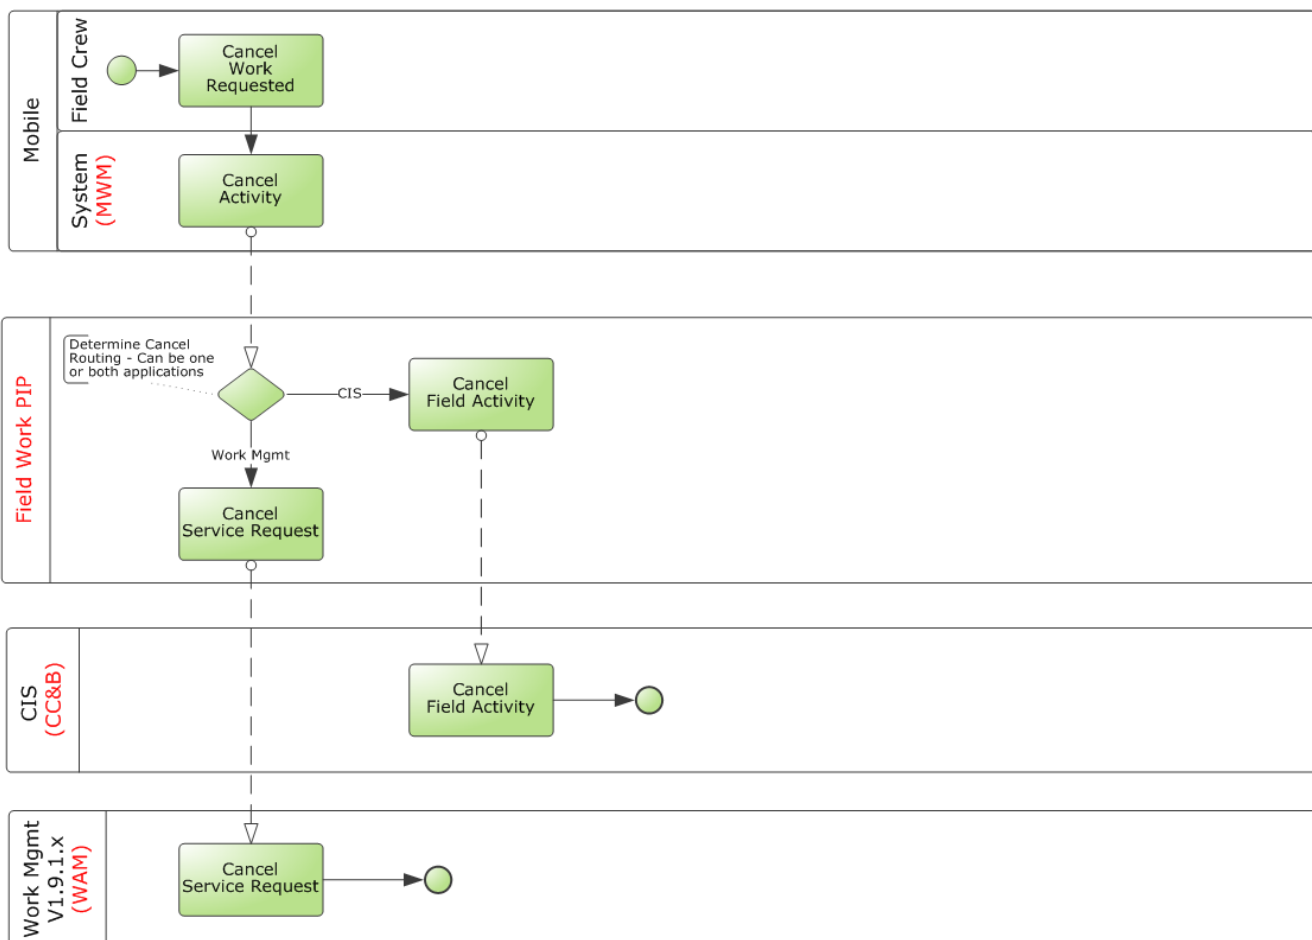 Mobile
Field Crew
Cancel
Work
Requested
System
(MWM)
Cancel
Activity
Field Work PIP
Determine Cancel
Routing - Can be one
or both applications
CIS
Cancel
Field Activity
Work Mgmt
Cancel
Service Request
CIS
(CC&B)
Cancel
Field Activity
Work Mgmt
V1.9.1.x
(WAM)
Cancel
Service Request